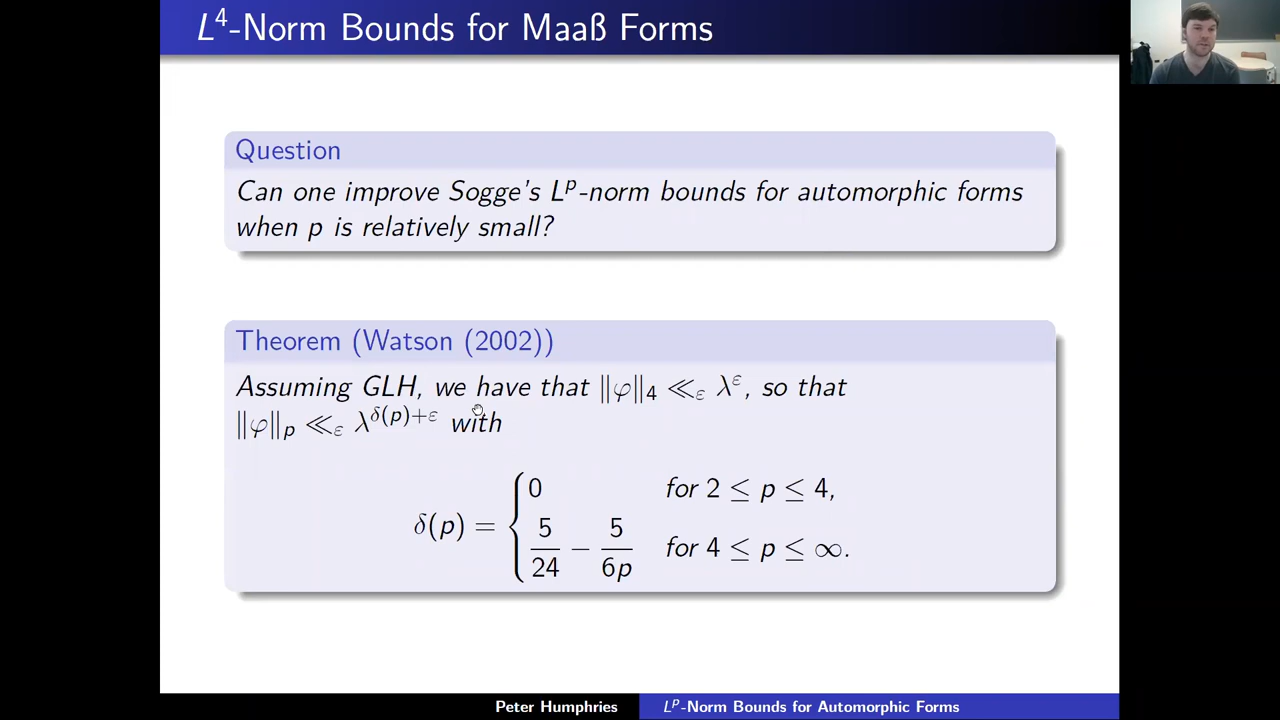 L⁴-Norm Bounds for Maaß Forms
Question
Can one improve Sogge's Lᵖ-norm bounds for automorphic forms
when p is relatively small?
Theorem (Watson (2002))
Assuming GLH, we have that ‖φ‖₄ ≪_ε λ^ε, so that
‖φ‖_p ≪_ε λ^{δ(p)+ε} with
δ(p) = { 0 for 2 ≤ p ≤ 4,
5/24 − 5/6p for 4 ≤ p ≤ ∞.
Peter Humphries
Lᵖ-Norm Bounds for Automorphic Forms